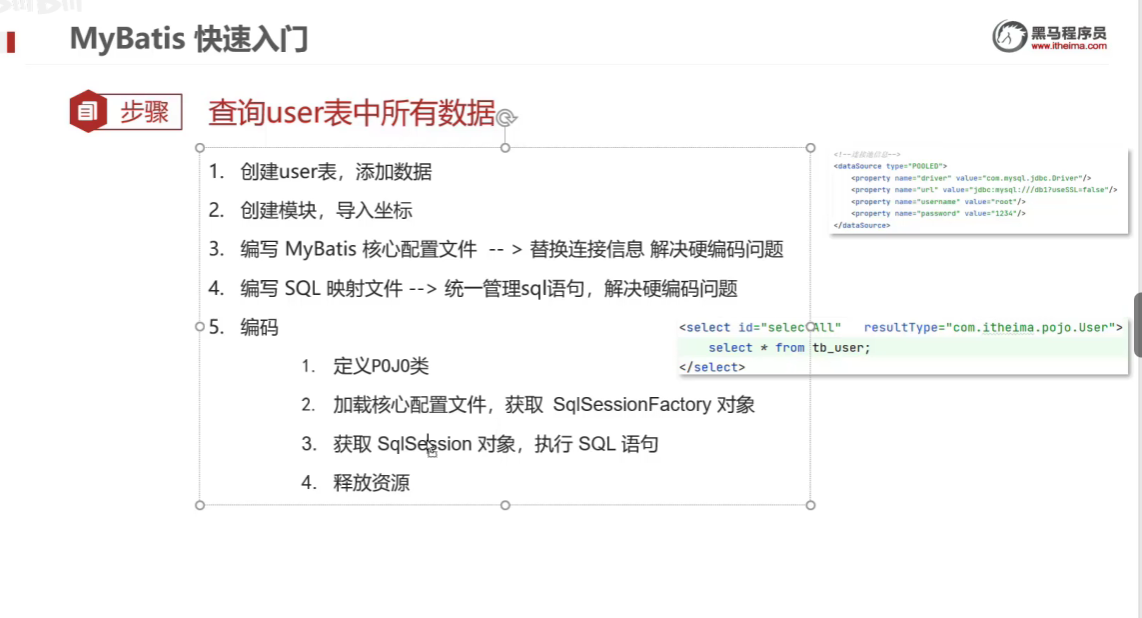 MyBatis 快速入门
黑马程序员
www.itheima.com
步骤
查询user表中所有数据
1. 创建user表，添加数据
2. 创建模块，导入坐标
3. 编写 MyBatis 核心配置文件 -- > 替换连接信息 解决硬编码问题
4. 编写 SQL 映射文件 --> 统一管理sql语句，解决硬编码问题
5. 编码
1. 定义POJO类
2. 加载核心配置文件，获取 SqlSessionFactory 对象
3. 获取 SqlSession 对象，执行 SQL 语句
4. 释放资源
<!--连接信息-->
<dataSource type="POOLED">
<property name="driver" value="com.mysql.jdbc.Driver"/>
<property name="url" value="jdbc:mysql:///db1?useSSL=false"/>
<property name="username" value="root"/>
<property name="password" value="1234"/>
</dataSource>
<select id="selectAll" resultType="com.itheima.pojo.User">
select * from tb_user;
</select>